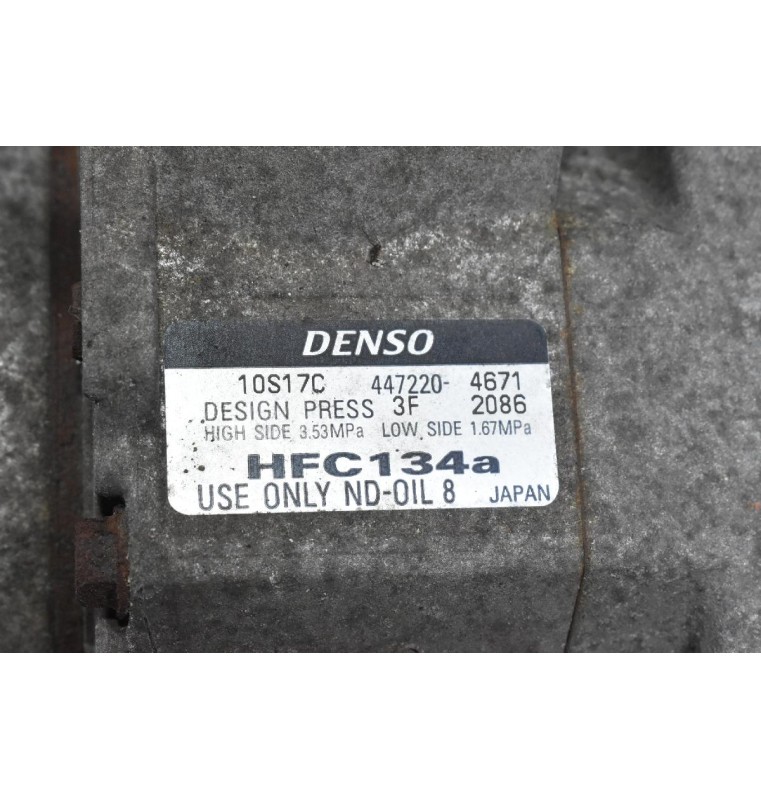 DENSO
10S17C 447220- 4671
DESIGN PRESS 3F 2086
HIGH SIDE 3.53MPa LOW SIDE 1.67MPa
HFC134a
USE ONLY ND-OIL 8 JAPAN